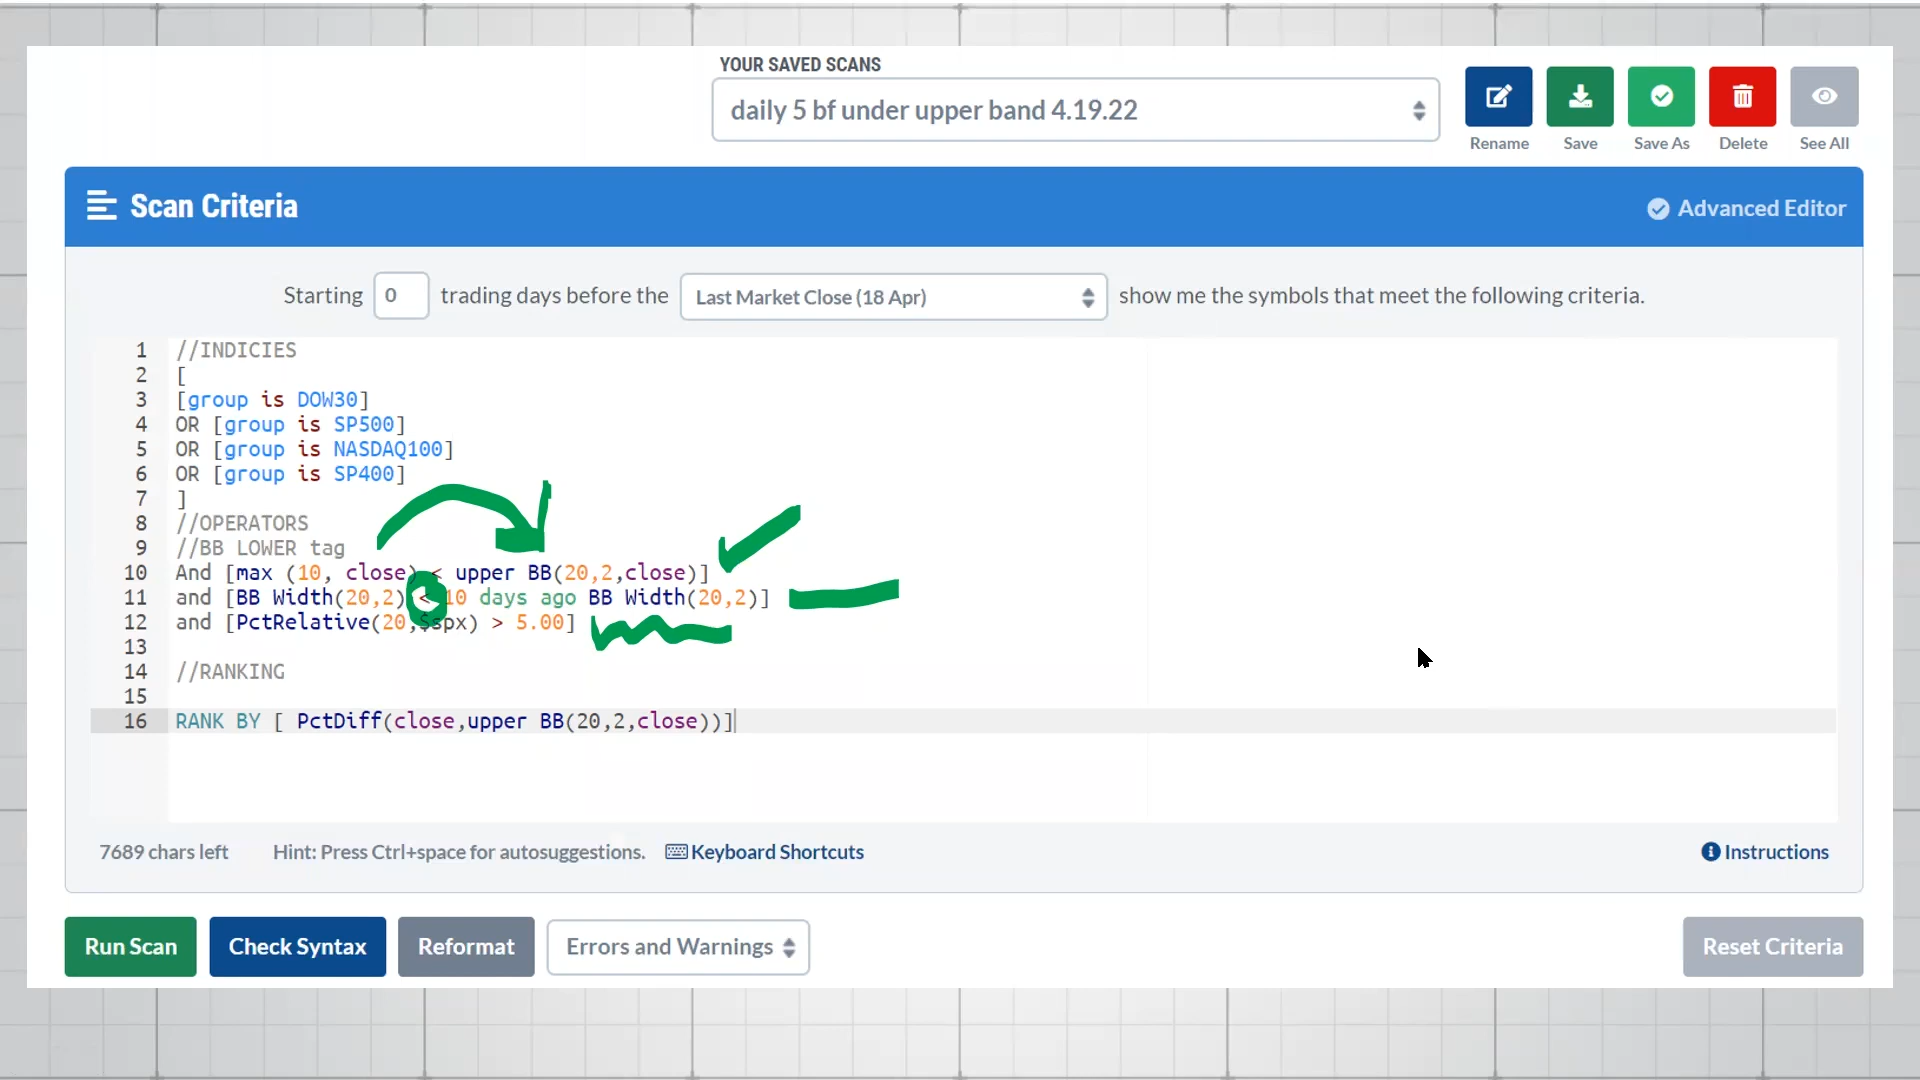 YOUR SAVED SCANS
daily 5 bf under upper band 4.19.22
Rename Save Save As Delete See All
Scan Criteria
Advanced Editor
Starting 0 trading days before the Last Market Close (18 Apr) show me the symbols that meet the following criteria.
1 //INDICIES
2 [
3 [group is DOW30]
4 OR [group is SP500]
5 OR [group is NASDAQ100]
6 OR [group is SP400]
7 ]
8 //OPERATORS
9 //BB LOWER tag
10 And [max (10, close) < upper BB(20,2,close)]
11 and [BB Width(20,2) < 10 days ago BB Width(20,2)]
12 and [PctRelative(20,$spx) > 5.00]
13
14 //RANKING
15
16 RANK BY [ PctDiff(close,upper BB(20,2,close))]
7689 chars left Hint: Press Ctrl+space for autosuggestions. Keyboard Shortcuts Instructions
Run Scan Check Syntax Reformat Errors and Warnings Reset Criteria